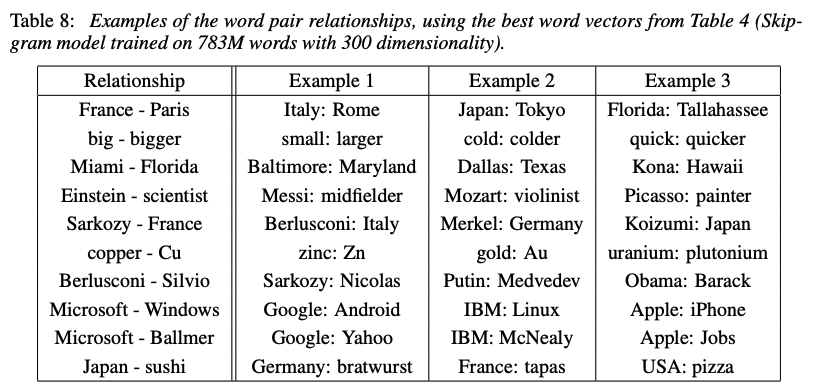 Table 8: Examples of the word pair relationships, using the best word vectors from Table 4 (Skip-
gram model trained on 783M words with 300 dimensionality).
Relationship Example 1 Example 2 Example 3
France - Paris Italy: Rome Japan: Tokyo Florida: Tallahassee
big - bigger small: larger cold: colder quick: quicker
Miami - Florida Baltimore: Maryland Dallas: Texas Kona: Hawaii
Einstein - scientist Messi: midfielder Mozart: violinist Picasso: painter
Sarkozy - France Berlusconi: Italy Merkel: Germany Koizumi: Japan
copper - Cu zinc: Zn gold: Au uranium: plutonium
Berlusconi - Silvio Sarkozy: Nicolas Putin: Medvedev Obama: Barack
Microsoft - Windows Google: Android IBM: Linux Apple: iPhone
Microsoft - Ballmer Google: Yahoo IBM: McNealy Apple: Jobs
Japan - sushi Germany: bratwurst France: tapas USA: pizza